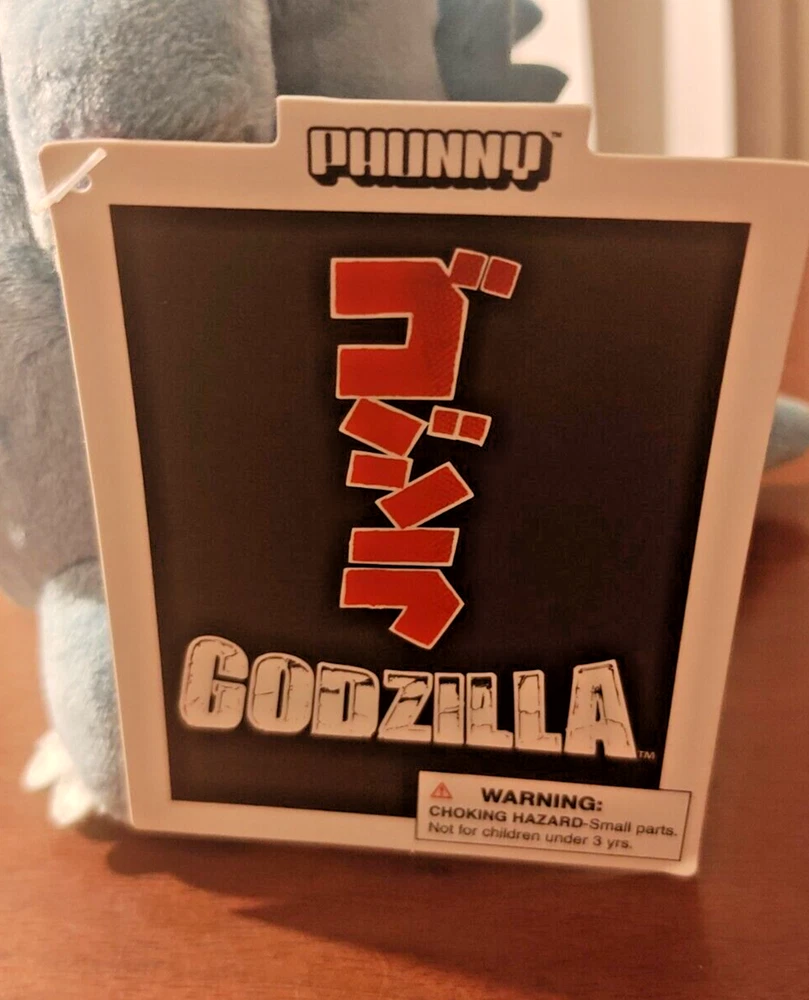 PHUNNY™
ゴジラ
GODZILLA™
WARNING:
CHOKING HAZARD-Small parts.
Not for children under 3 yrs.